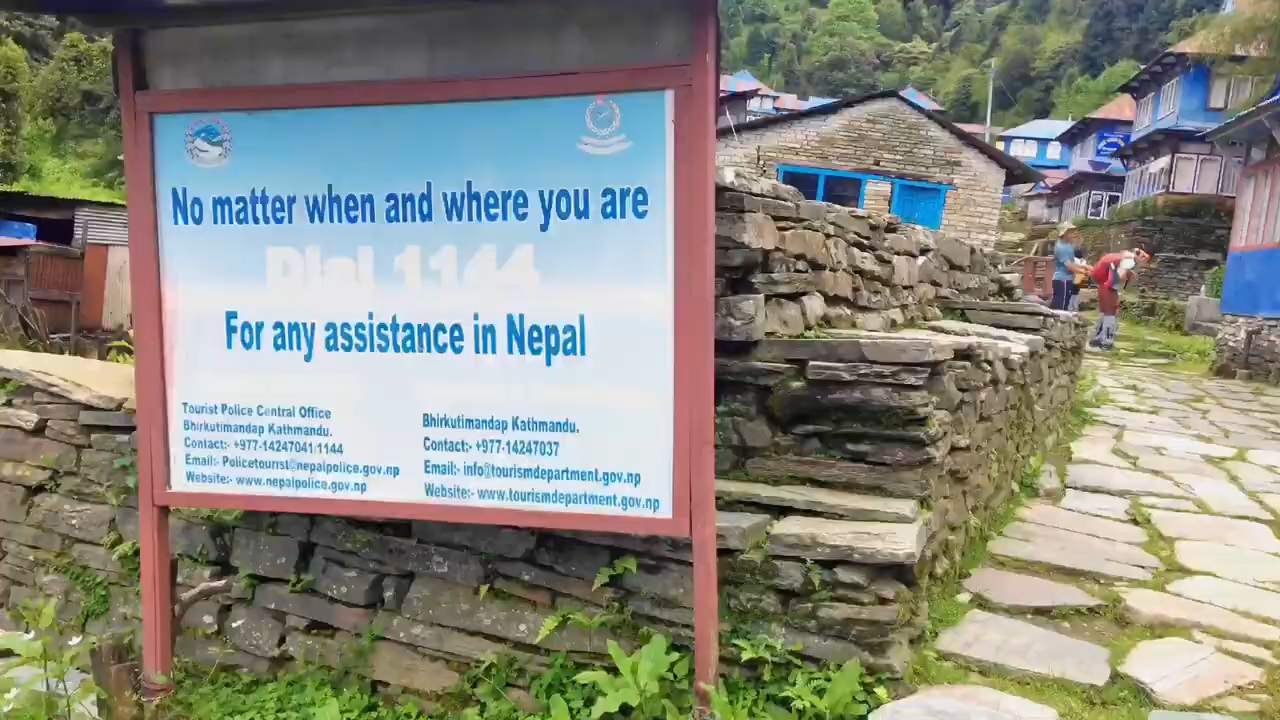 No matter when and where you are
Dial 1144
For any assistance in Nepal
Tourist Police Central Office
Bhirkutimandap Kathmandu.
Contact:- +977-14247041,1144
Email:- Policetourist@nepalpolice.gov.np
Website:- www.nepalpolice.gov.np
Bhirkutimandap Kathmandu.
Contact:- +977-14247037
Email:- info@tourismdepartment.gov.np
Website:- www.tourismdepartment.gov.np